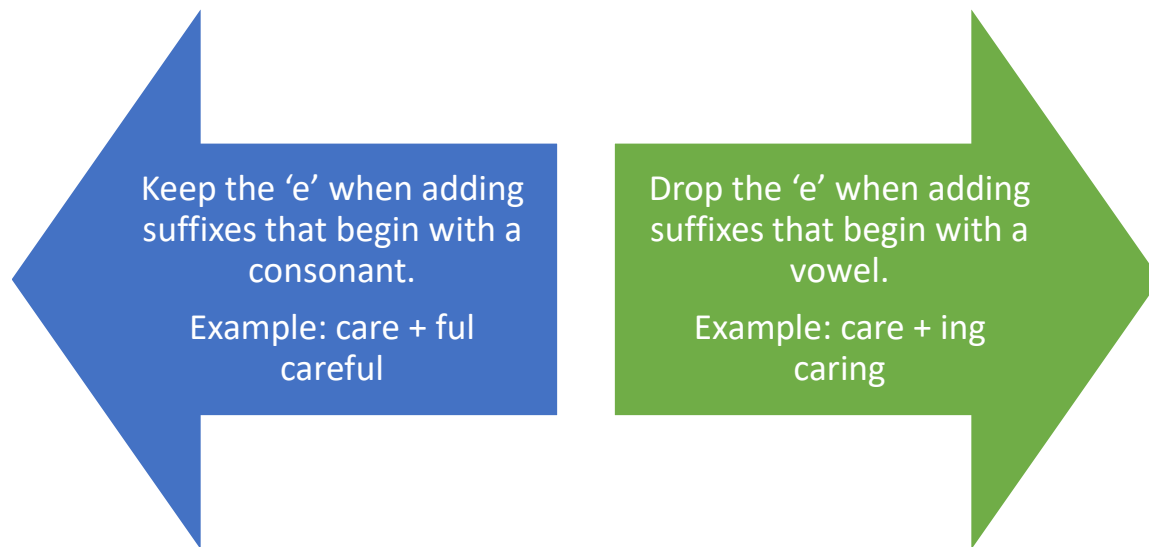 Keep the ‘e’ when adding
suffixes that begin with a
consonant.
Example: care + ful
careful
Drop the ‘e’ when adding
suffixes that begin with a
vowel.
Example: care + ing
caring